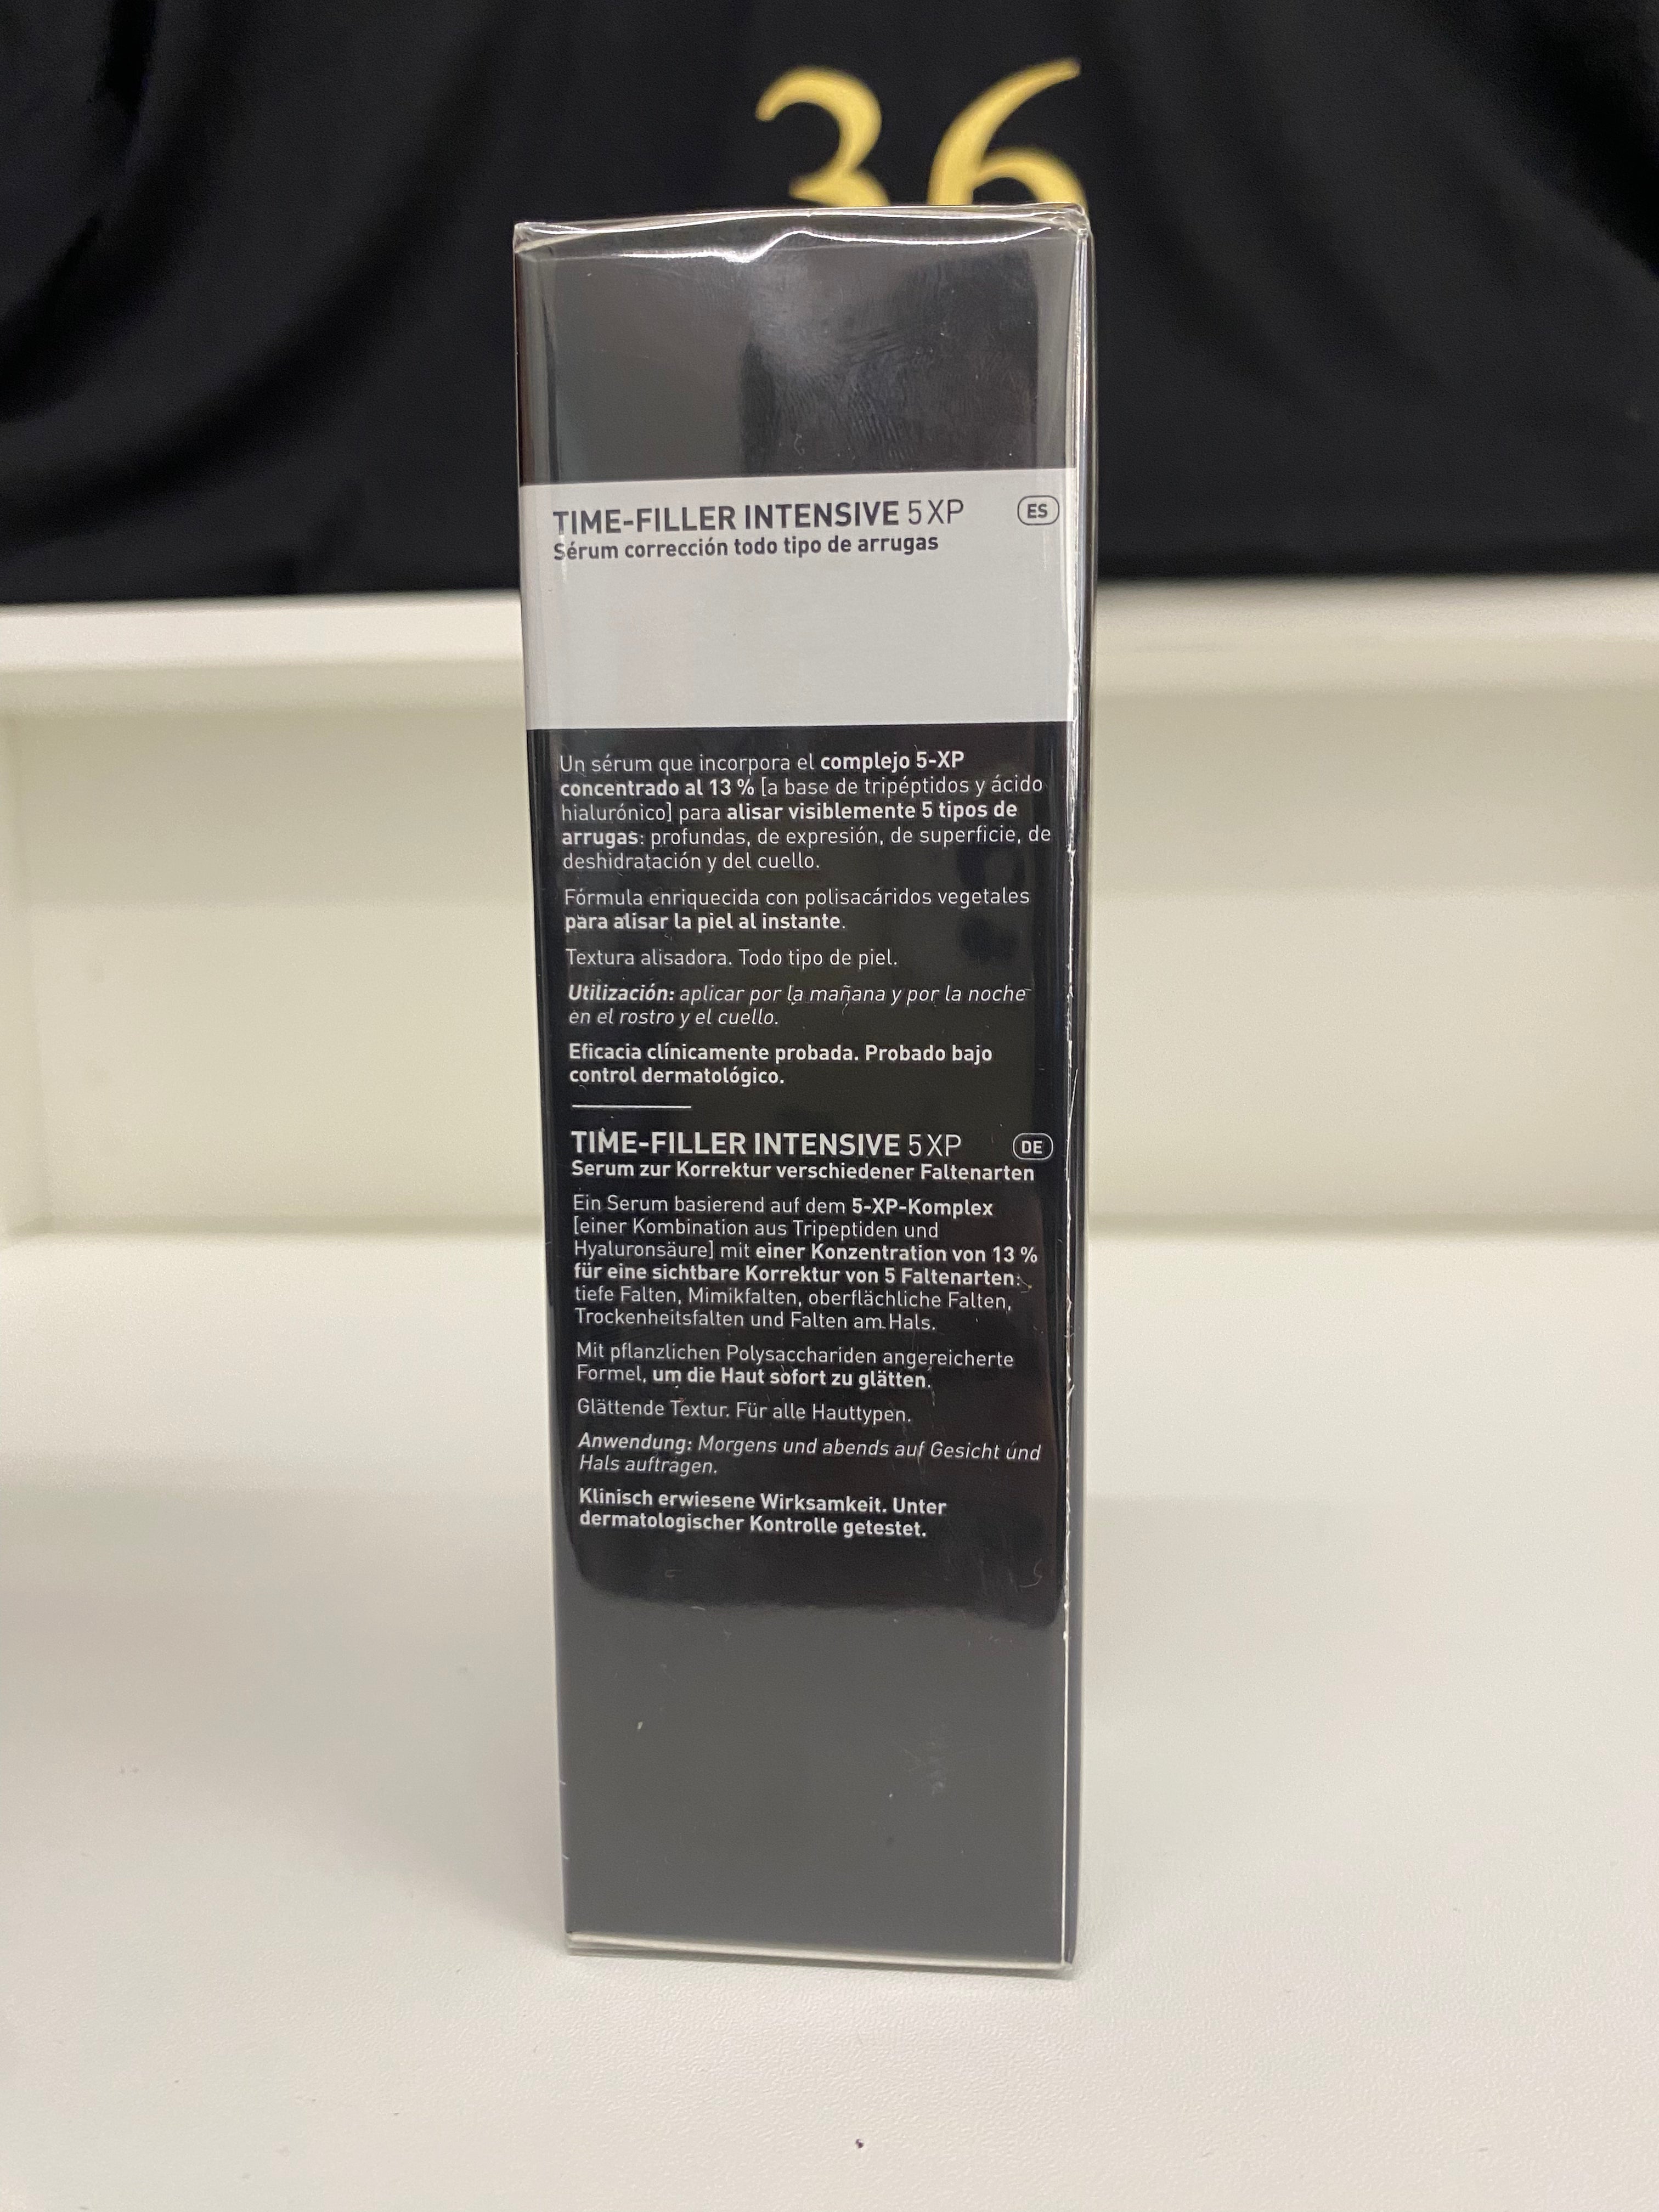 36
TIME-FILLER INTENSIVE 5 XP
ES
Sérum corrección todo tipo de arrugas
Un sérum que incorpora el complejo 5-XP
concentrado al 13 % [a base de tripéptidos y ácido
hialurónico] para alisar visiblemente 5 tipos de
arrugas: profundas, de expresión, de superficie, de
deshidratación y del cuello.
Fórmula enriquecida con polisacáridos vegetales
para alisar la piel al instante.
Textura alisadora. Todo tipo de piel.
Utilización: aplicar por la mañana y por la noche
en el rostro y el cuello.
Eficacia clínicamente probada. Probado bajo
control dermatológico.
TIME-FILLER INTENSIVE 5 XP
DE
Serum zur Korrektur verschiedener Faltenarten
Ein Serum basierend auf dem 5-XP-Komplex
[einer Kombination aus Tripeptiden und
Hyaluronsäure] mit einer Konzentration von 13 %
für eine sichtbare Korrektur von 5 Faltenarten:
tiefe Falten, Mimikfalten, oberflächliche Falten,
Trockenheitsfalten und Falten am Hals.
Mit pflanzlichen Polysacchariden angereicherte
Formel, um die Haut sofort zu glätten.
Glättende Textur. Für alle Hauttypen.
Anwendung: Morgens und abends auf Gesicht und
Hals auftragen.
Klinisch erwiesene Wirksamkeit. Unter
dermatologischer Kontrolle getestet.